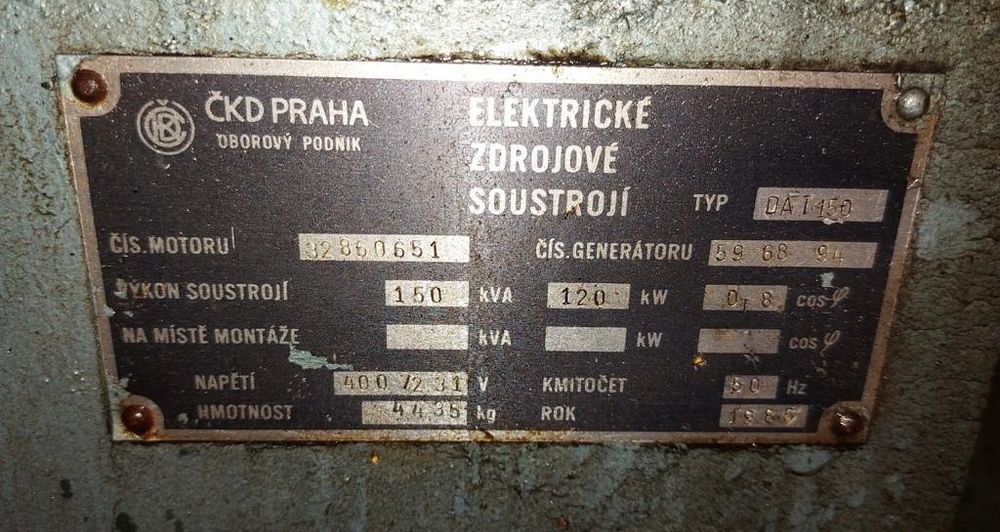 ČKD PRAHA
OBOROVÝ PODNIK
ELEKTRICKÉ
ZDROJOVÉ
SOUSTROJÍ
TYP DAT 150
ČÍS. MOTORU 32860651
ČÍS. GENERÁTORU 59 68 94
VÝKON SOUSTROJÍ 150 kVA 120 kW 0,8 cos φ
NA MÍSTĚ MONTÁŽE kVA kW cos φ
NAPĚTÍ 400/231 V KMITOČET 50 Hz
HMOTNOST 4435 kg ROK 1986